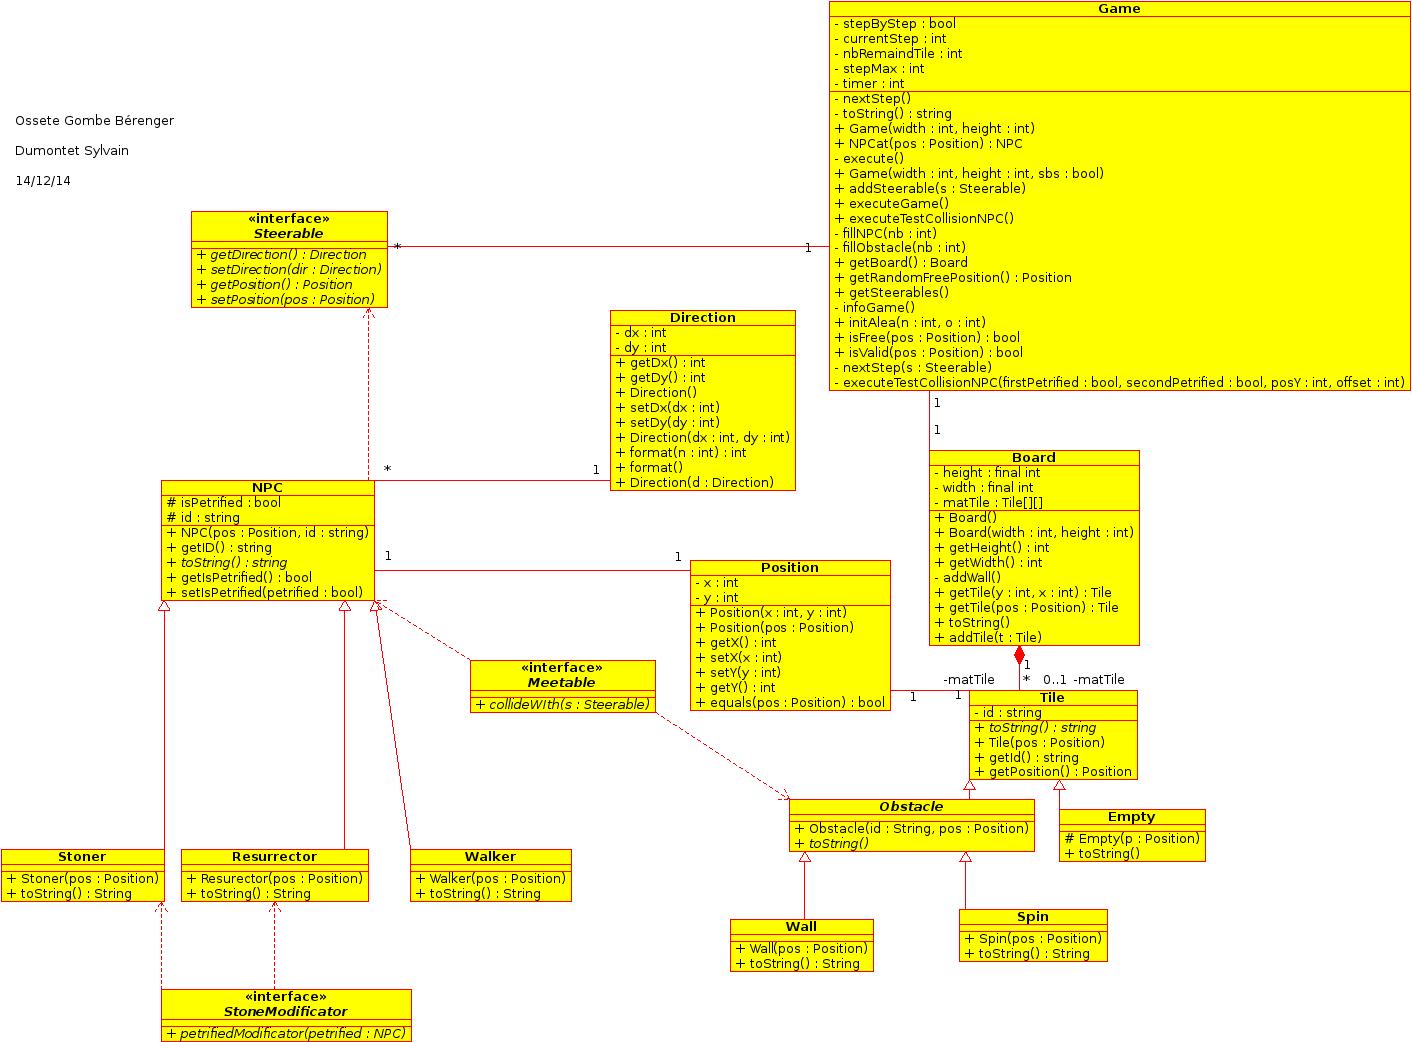 Ossete Gombe Bérenger
Dumontet Sylvain
14/12/14
Game
- stepByStep : bool
- currentStep : int
- nbRemaindTile : int
- stepMax : int
- timer : int
- nextStep()
- toString() : string
+ Game(width : int, height : int)
+ NPCat(pos : Position) : NPC
- execute()
+ Game(width : int, height : int, sbs : bool)
+ addSteerable(s : Steerable)
+ executeGame()
+ executeTestCollisionNPC()
- fillNPC(nb : int)
- fillObstacle(nb : int)
+ getBoard() : Board
+ getRandomFreePosition() : Position
+ getSteerables()
- infoGame()
+ initAlea(n : int, o : int)
+ isFree(pos : Position) : bool
+ isValid(pos : Position) : bool
- nextStep(s : Steerable)
- executeTestCollisionNPC(firstPetrified : bool, secondPetrified : bool, posY : int, offset : int)
«interface»
Steerable
+ getDirection() : Direction
+ setDirection(dir : Direction)
+ getPosition() : Position
+ setPosition(pos : Position)
*
1
Direction
- dx : int
- dy : int
+ getDx() : int
+ getDy() : int
+ Direction()
+ setDx(dx : int)
+ setDy(dy : int)
+ Direction(dx : int, dy : int)
+ format(n : int) : int
+ format()
+ Direction(d : Direction)
1
1
*
1
Board
- height : final int
- width : final int
- matTile : Tile[][]
+ Board()
+ Board(width : int, height : int)
+ getHeight() : int
+ getWidth() : int
- addWall()
+ getTile(y : int, x : int) : Tile
+ getTile(pos : Position) : Tile
+ toString()
+ addTile(t : Tile)
NPC
# isPetrified : bool
# id : string
+ NPC(pos : Position, id : string)
+ getID() : string
+ toString() : string
+ getIsPetrified() : bool
+ setIsPetrified(petrified : bool)
1
1
Position
- x : int
- y : int
+ Position(x : int, y : int)
+ Position(pos : Position)
+ getX() : int
+ setX(x : int)
+ setY(y : int)
+ getY() : int
+ equals(pos : Position) : bool
«interface»
Meetable
+ collideWIth(s : Steerable)
1
-matTile
*
0..1 -matTile
1
1
Tile
- id : string
+ toString() : string
+ Tile(pos : Position)
+ getId() : string
+ getPosition() : Position
Obstacle
+ Obstacle(id : String, pos : Position)
+ toString()
Empty
# Empty(p : Position)
+ toString()
Stoner
+ Stoner(pos : Position)
+ toString() : String
Resurrector
+ Resurector(pos : Position)
+ toString() : String
Walker
+ Walker(pos : Position)
+ toString() : String
Wall
+ Wall(pos : Position)
+ toString() : String
Spin
+ Spin(pos : Position)
+ toString() : String
«interface»
StoneModificator
+ petrifiedModificator(petrified : NPC)